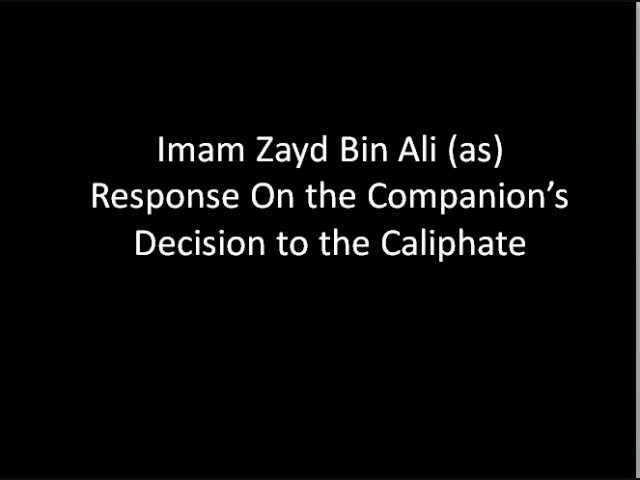 Imam Zayd Bin Ali (as)
Response On the Companion’s
Decision to the Caliphate